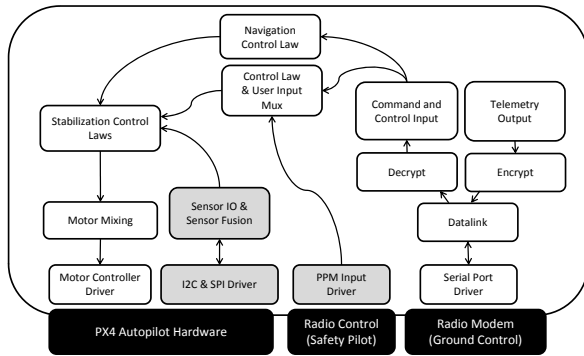 Navigation
Control Law
Control Law
& User Input
Mux
Command and
Control Input
Telemetry
Output
Stabilization Control
Laws
Decrypt
Encrypt
Sensor IO &
Sensor Fusion
Motor Mixing
Datalink
Motor Controller
Driver
I2C & SPI Driver
PPM Input
Driver
Serial Port
Driver
PX4 Autopilot Hardware
Radio Control
(Safety Pilot)
Radio Modem
(Ground Control)